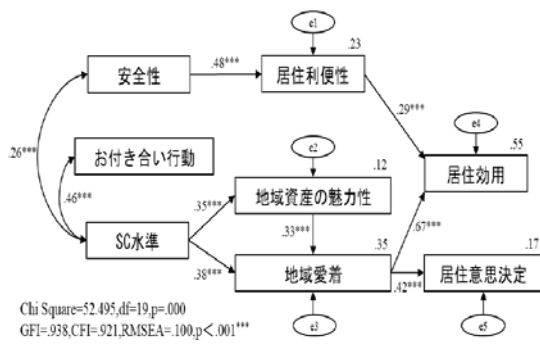 e1
.23
安全性
.48***
居住利便性
.29***
e4
.26***
お付き合い行動
e2
.55
居住効用
.46***
.12
.35***
地域資産の魅力性
.67***
SC水準
.33***
.35
.17
.38***
地域愛着
.42***
居住意思決定
e3
e5
Chi Square=52.495,df=19,p=.000
GFI=.938,CFI=.921,RMSEA=.100,p<.001***